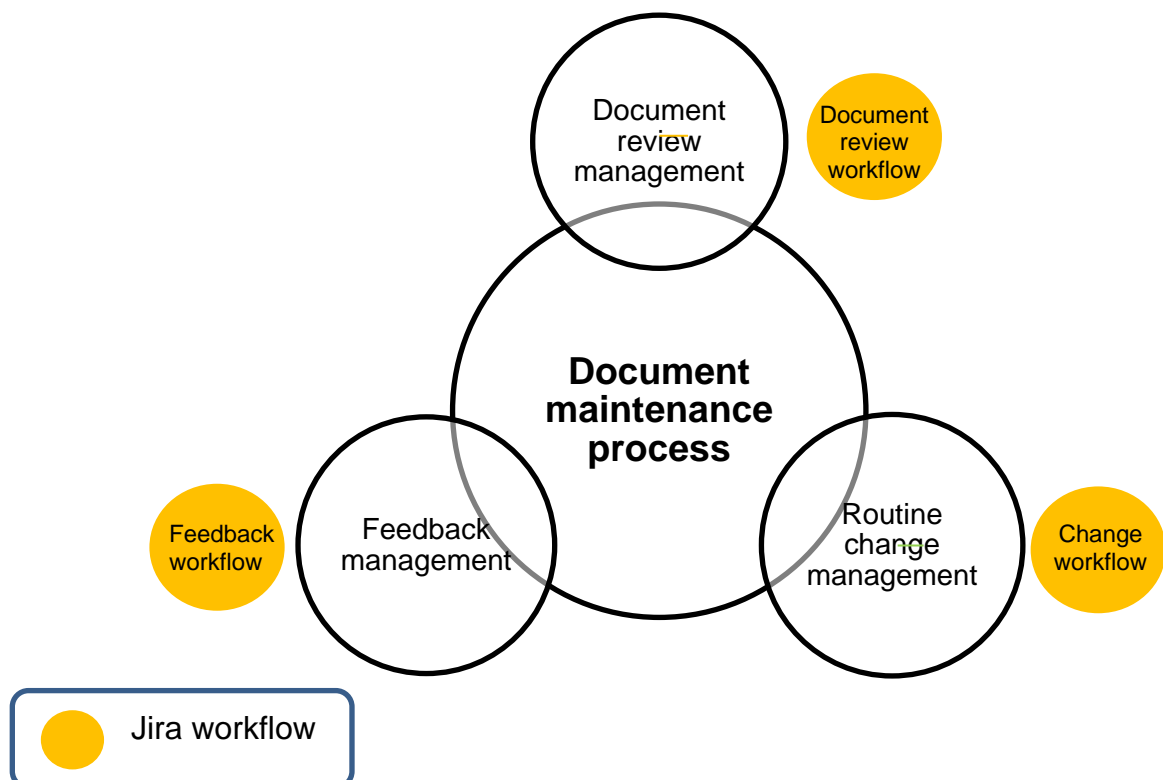 Document
review
management
Document
review
workflow
Document
maintenance
process
Feedback
workflow
Feedback
management
Routine
change
management
Change
workflow
Jira workflow